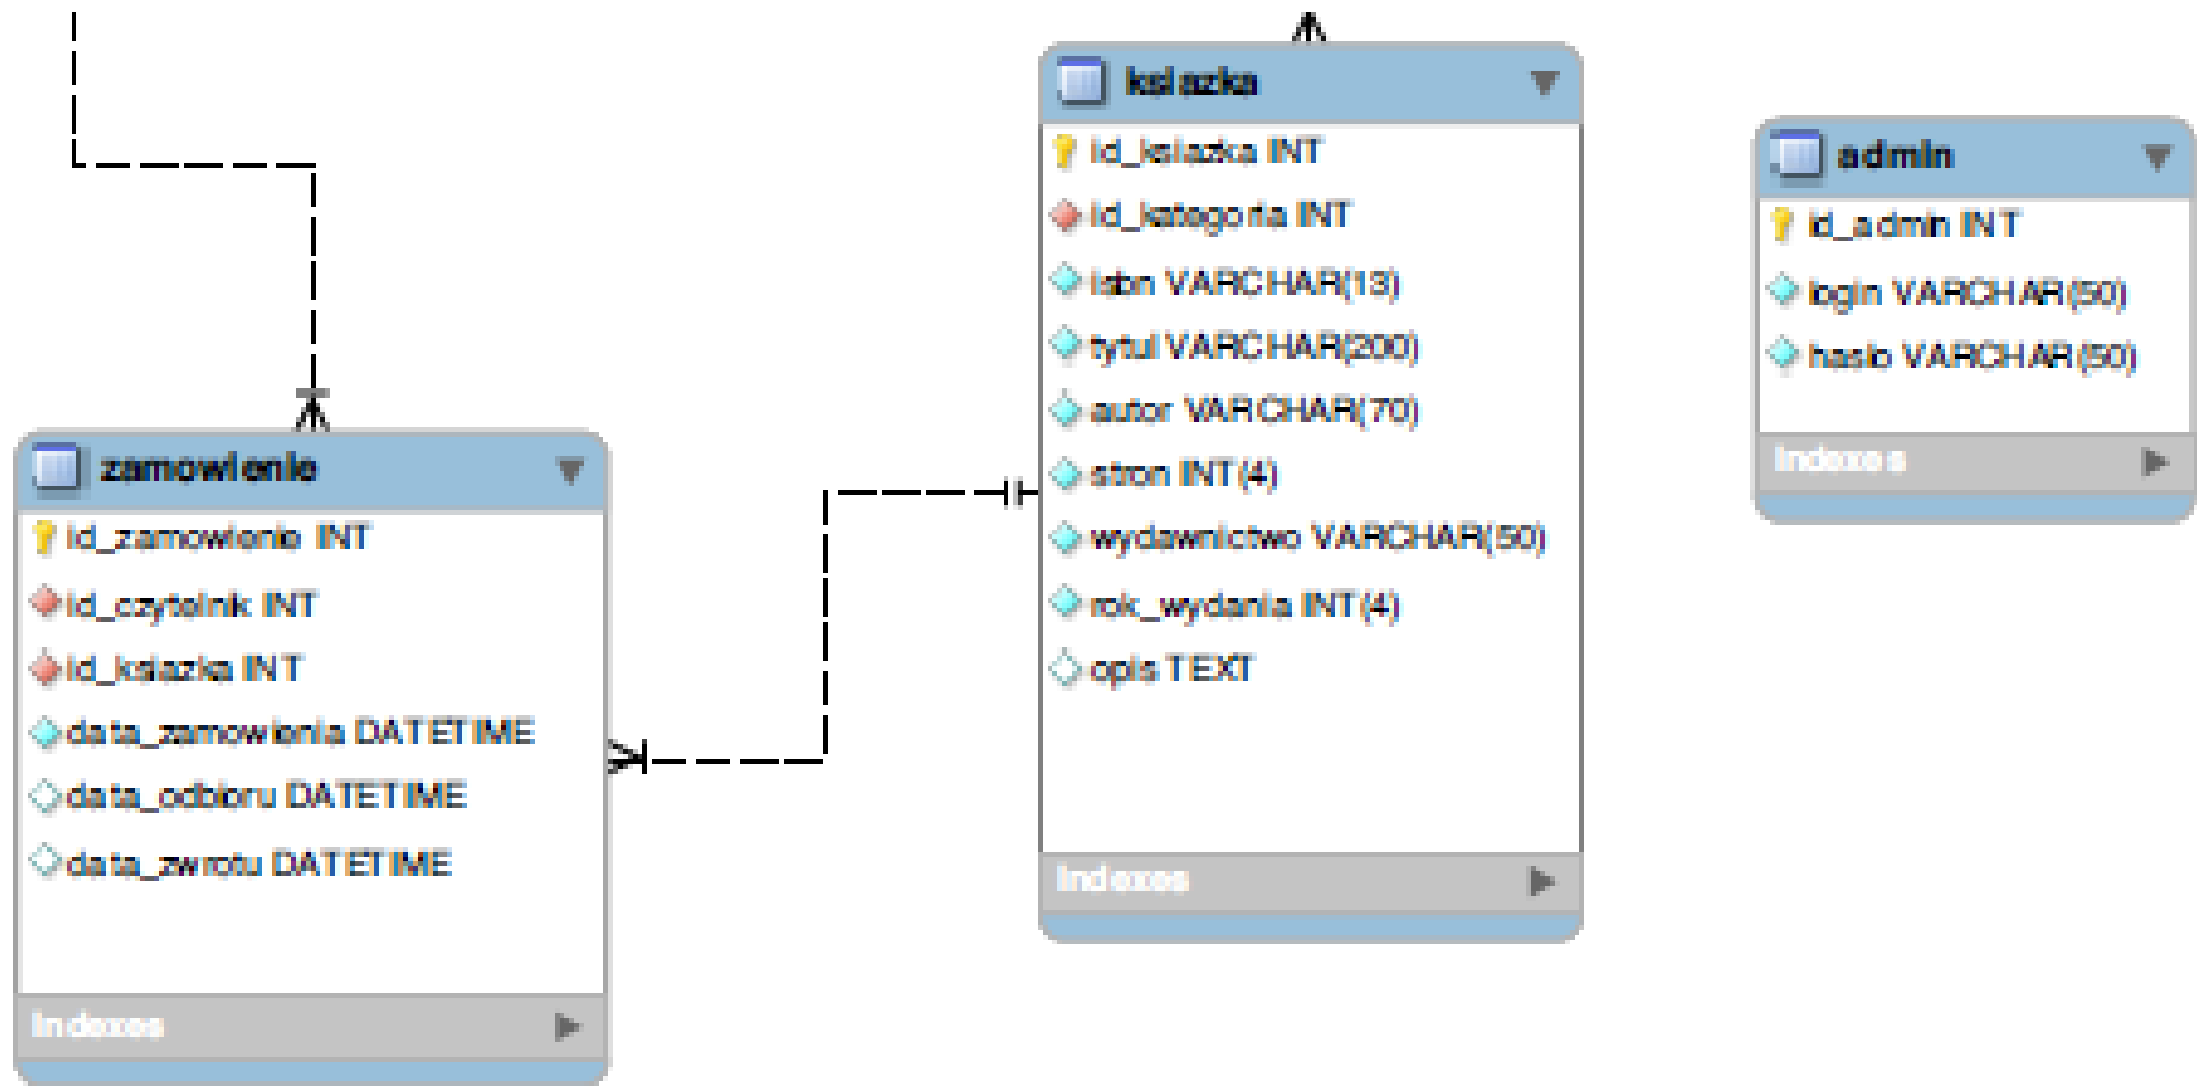 ksiazka
id_ksiazka INT
id_kategoria INT
isbn VARCHAR(13)
tytul VARCHAR(200)
autor VARCHAR(70)
stron INT(4)
wydawnictwo VARCHAR(50)
rok_wydania INT(4)
opis TEXT
Indexes
admin
id_admin INT
login VARCHAR(50)
haslo VARCHAR(50)
Indexes
zamowienie
id_zamowienie INT
id_czytelnik INT
id_ksiazka INT
data_zamowienia DATETIME
data_odbioru DATETIME
data_zwrotu DATETIME
Indexes